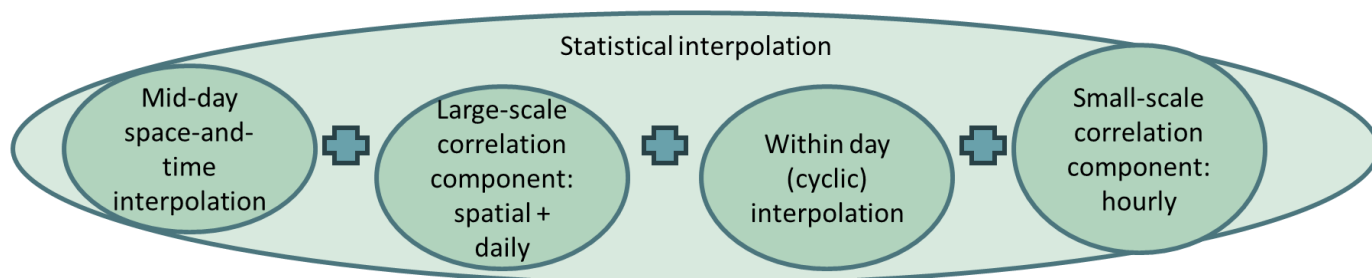 Statistical interpolation
Mid-day
space-and-
time
interpolation
Large-scale
correlation
component:
spatial +
daily
Within day
(cyclic)
interpolation
Small-scale
correlation
component:
hourly